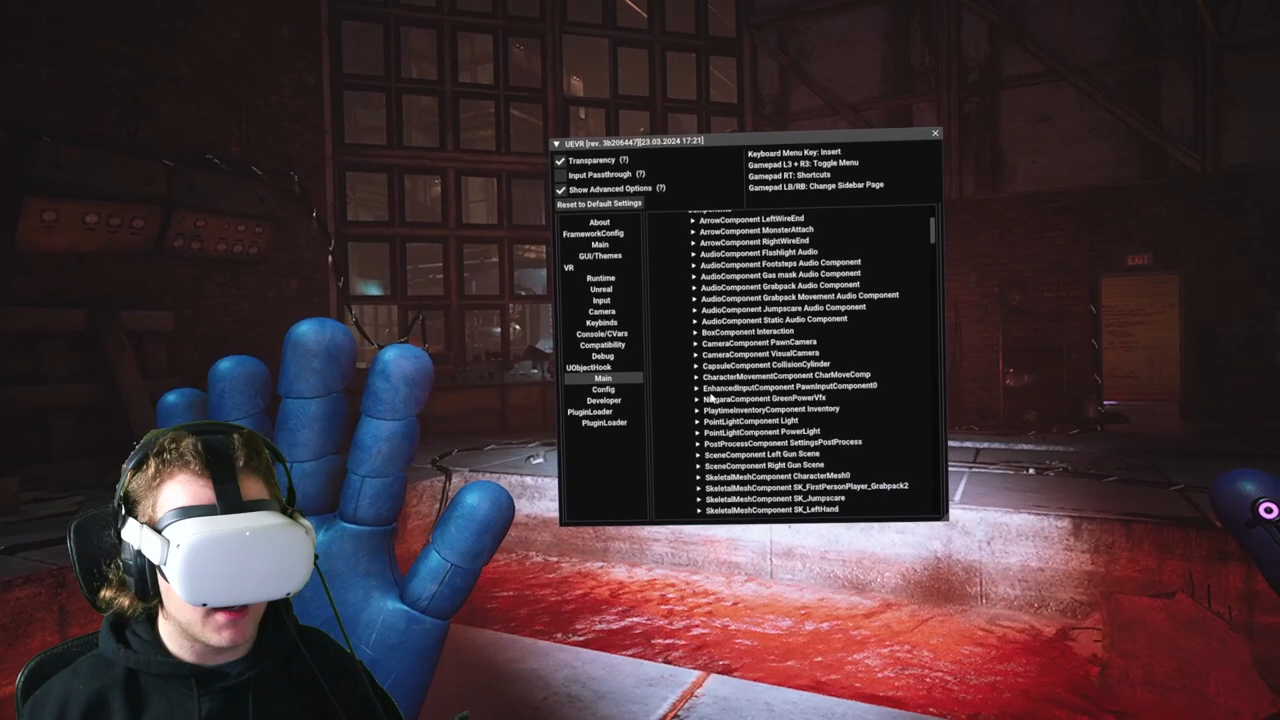 UEVR [rev. 3b206447][23.03.2024 17:21]
Transparency (?)
Input Passthrough (?)
Show Advanced Options (?)
Reset to Default Settings
Keyboard Menu Key: Insert
Gamepad L3 + R3: Toggle Menu
Gamepad RT: Shortcuts
Gamepad LB/RB: Change Sidebar Page
About
FrameworkConfig
Main
GUI/Themes
VR
Runtime
Unreal
Input
Camera
Keybinds
Console/CVars
Compatibility
Debug
UObjectHook
Main
Config
Developer
PluginLoader
PluginLoader
ArrowComponent LeftWireEnd
ArrowComponent MonsterAttach
ArrowComponent RightWireEnd
AudioComponent Flashlight Audio
AudioComponent Footsteps Audio Component
AudioComponent Gas mask Audio Component
AudioComponent Grabpack Audio Component
AudioComponent Grabpack Movement Audio Component
AudioComponent Jumpscare Audio Component
AudioComponent Static Audio Component
BoxComponent Interaction
CameraComponent PawnCamera
CameraComponent VisualCamera
CapsuleComponent CollisionCylinder
CharacterMovementComponent CharMoveComp
EnhancedInputComponent PawnInputComponent0
NiagaraComponent GreenPowerVfx
PlaytimeInventoryComponent Inventory
PointLightComponent Light
PointLightComponent PowerLight
PostProcessComponent SettingsPostProcess
SceneComponent Left Gun Scene
SceneComponent Right Gun Scene
SkeletalMeshComponent CharacterMesh0
SkeletalMeshComponent SK_FirstPersonPlayer_Grabpack2
SkeletalMeshComponent SK_Jumpscare
SkeletalMeshComponent SK_LeftHand
EXIT